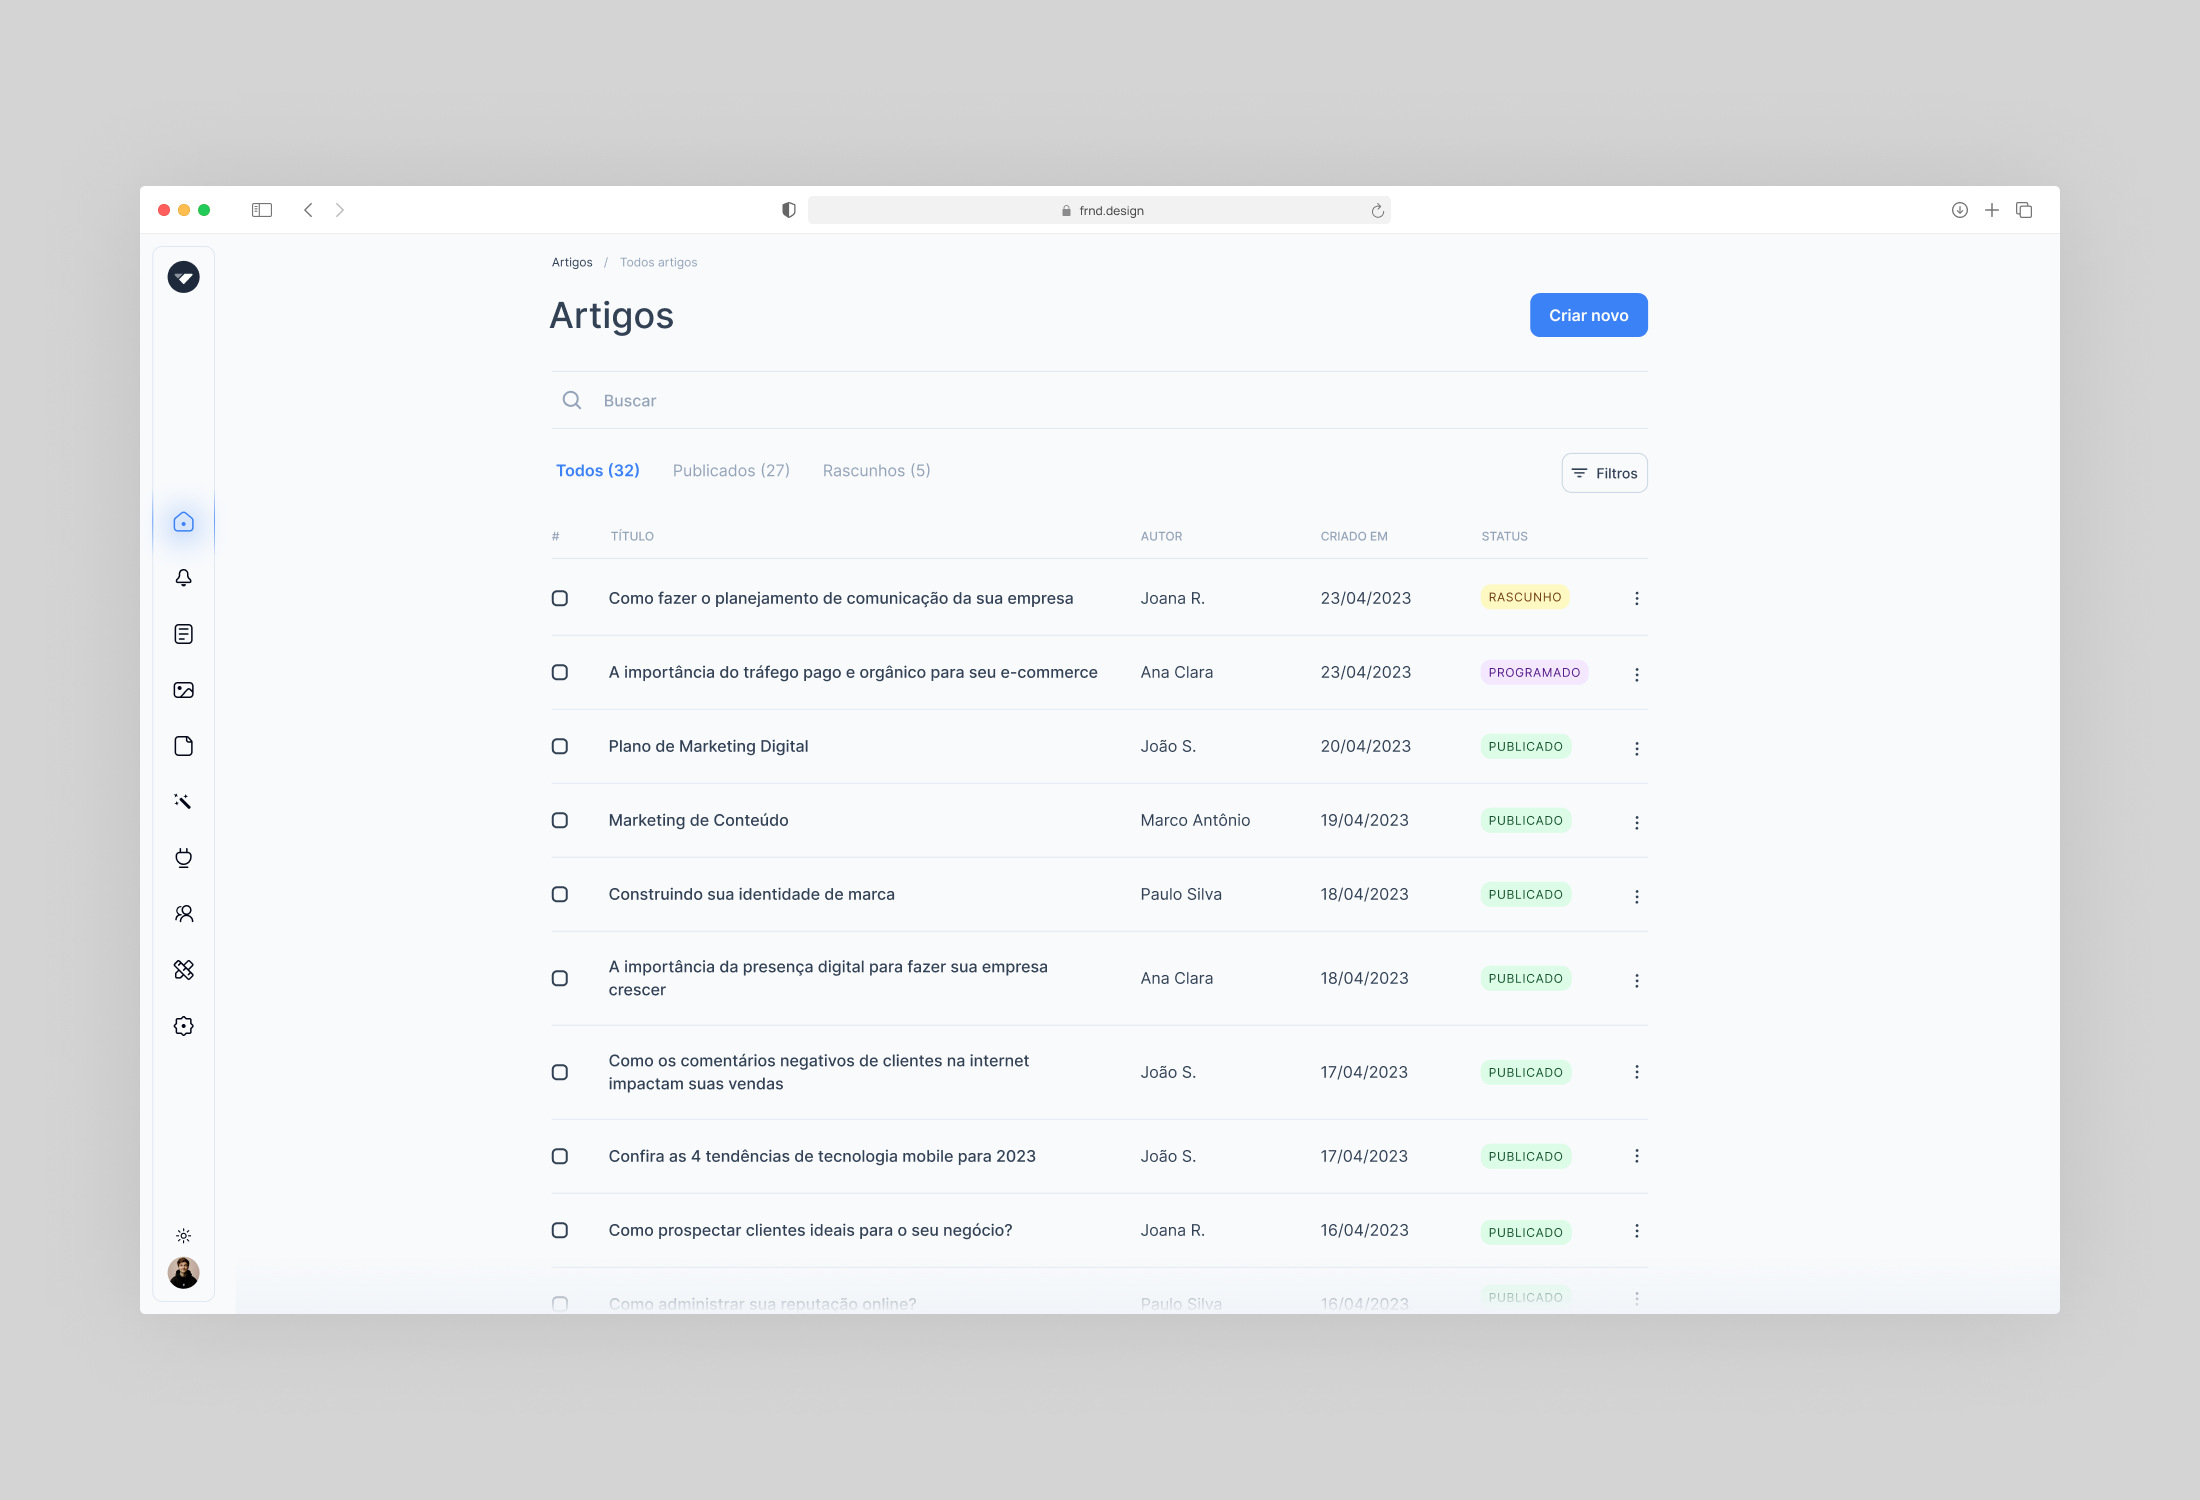 frnd.design
Artigos / Todos artigos
Artigos
Criar novo
Buscar
Todos (32) Publicados (27) Rascunhos (5)
Filtros
# TÍTULO AUTOR CRIADO EM STATUS
Como fazer o planejamento de comunicação da sua empresa Joana R. 23/04/2023 RASCUNHO
A importância do tráfego pago e orgânico para seu e-commerce Ana Clara 23/04/2023 PROGRAMADO
Plano de Marketing Digital João S. 20/04/2023 PUBLICADO
Marketing de Conteúdo Marco Antônio 19/04/2023 PUBLICADO
Construindo sua identidade de marca Paulo Silva 18/04/2023 PUBLICADO
A importância da presença digital para fazer sua empresa
crescer
Ana Clara 18/04/2023 PUBLICADO
Como os comentários negativos de clientes na internet
impactam suas vendas
João S. 17/04/2023 PUBLICADO
Confira as 4 tendências de tecnologia mobile para 2023 João S. 17/04/2023 PUBLICADO
Como prospectar clientes ideais para o seu negócio? Joana R. 16/04/2023 PUBLICADO
Como administrar sua reputação online? Paulo Silva 16/04/2023 PUBLICADO